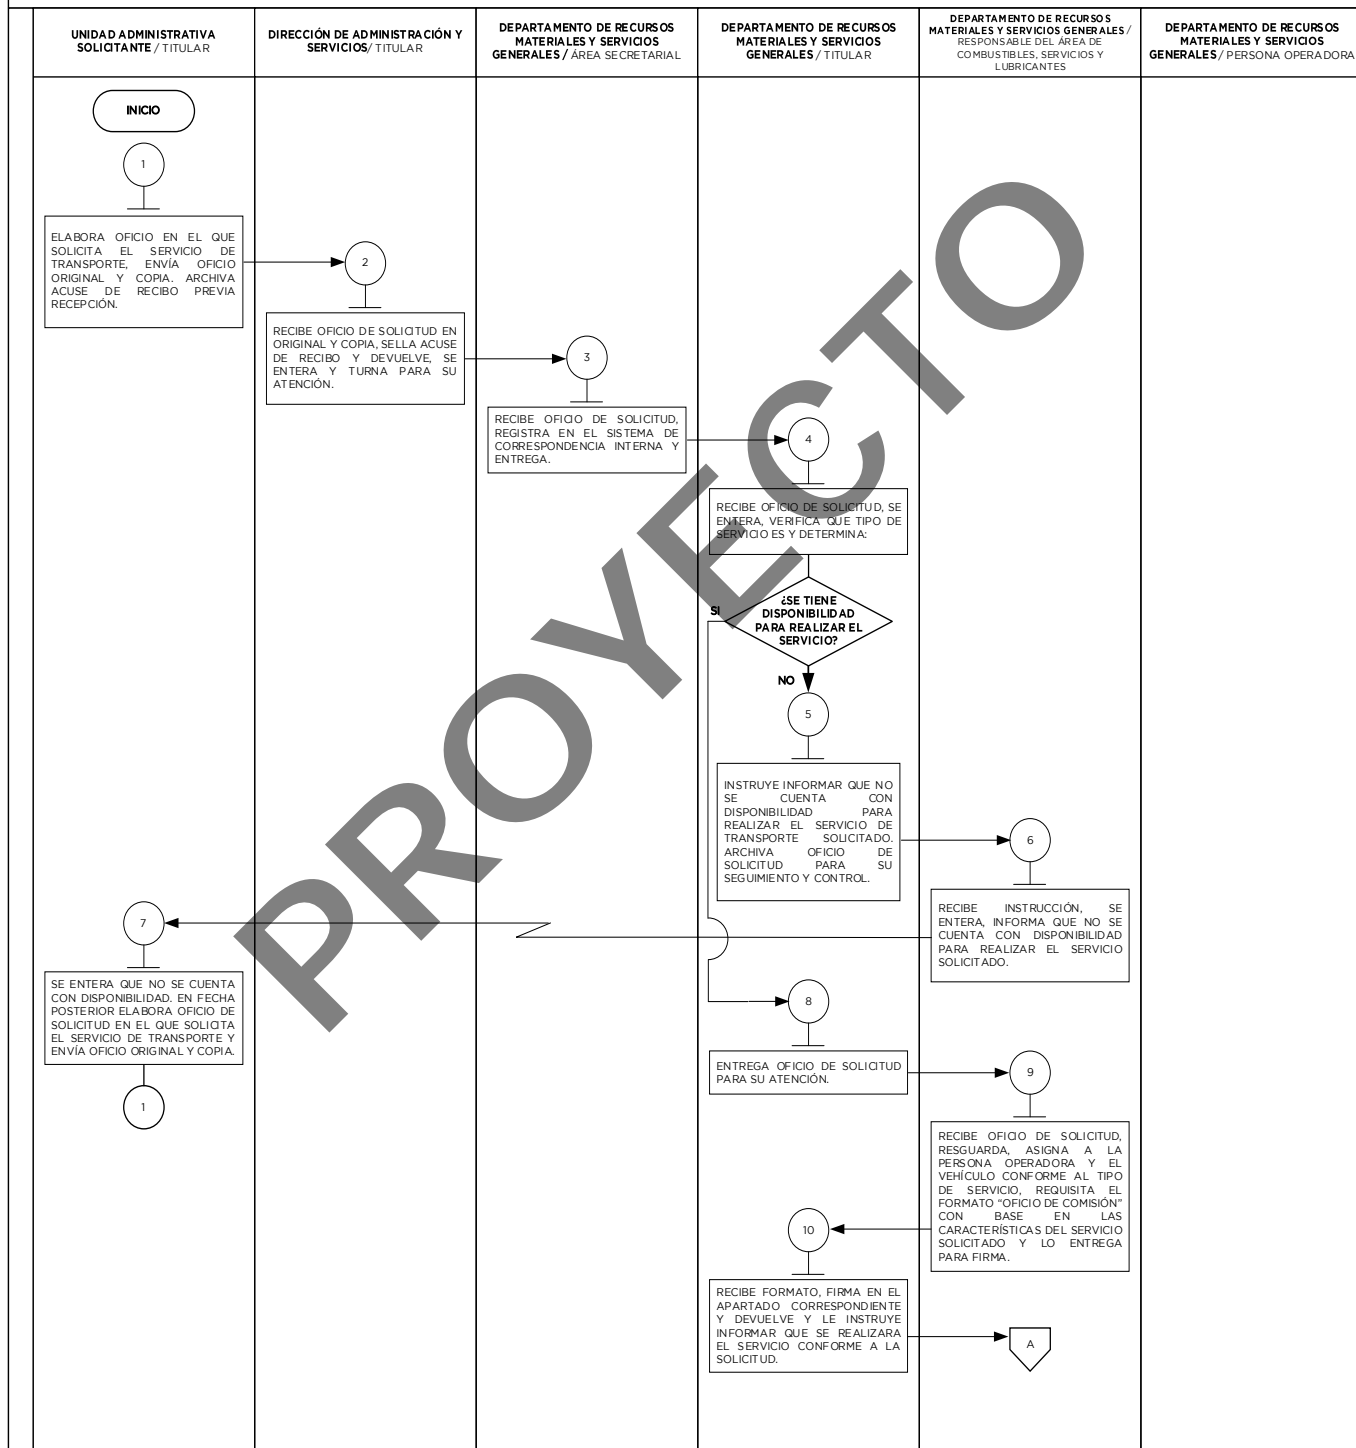 UNIDAD ADMINISTRATIVA
SOLICITANTE / TITULAR
DIRECCIÓN DE ADMINISTRACIÓN Y
SERVICIOS/ TITULAR
DEPARTAMENTO DE RECURSOS
MATERIALES Y SERVICIOS
GENERALES / ÁREA SECRETARIAL
DEPARTAMENTO DE RECURSOS
MATERIALES Y SERVICIOS
GENERALES / TITULAR
DEPARTAMENTO DE RECURSOS
MATERIALES Y SERVICIOS GENERALES /
RESPONSABLE DEL ÁREA DE
COMBUSTIBLES, SERVICIOS Y
LUBRICANTES
DEPARTAMENTO DE RECURSOS
MATERIALES Y SERVICIOS
GENERALES / PERSONA OPERADORA
INICIO
1
ELABORA OFICIO EN EL QUE
SOLICITA EL SERVICIO DE
TRANSPORTE, ENVÍA OFICIO
ORIGINAL Y COPIA. ARCHIVA
ACUSE DE RECIBO PREVIA
RECEPCIÓN.
2
RECIBE OFICIO DE SOLICITUD EN
ORIGINAL Y COPIA, SELLA ACUSE
DE RECIBO Y DEVUELVE, SE
ENTERA Y TURNA PARA SU
ATENCIÓN.
3
RECIBE OFICIO DE SOLICITUD,
REGISTRA EN EL SISTEMA DE
CORRESPONDENCIA INTERNA Y
ENTREGA.
4
RECIBE OFICIO DE SOLICITUD, SE
ENTERA, VERIFICA QUE TIPO DE
SERVICIO ES Y DETERMINA:
¿SE TIENE
DISPONIBILIDAD
PARA REALIZAR EL
SERVICIO?
SI
NO
5
INSTRUYE INFORMAR QUE NO
SE CUENTA CON
DISPONIBILIDAD PARA
REALIZAR EL SERVICIO DE
TRANSPORTE SOLICITADO.
ARCHIVA OFICIO DE
SOLICITUD PARA SU
SEGUIMIENTO Y CONTROL.
6
RECIBE INSTRUCCIÓN, SE
ENTERA, INFORMA QUE NO SE
CUENTA CON DISPONIBILIDAD
PARA REALIZAR EL SERVICIO
SOLICITADO.
7
SE ENTERA QUE NO SE CUENTA
CON DISPONIBILIDAD. EN FECHA
POSTERIOR ELABORA OFICIO DE
SOLICITUD EN EL QUE SOLICITA
EL SERVICIO DE TRANSPORTE Y
ENVÍA OFICIO ORIGINAL Y COPIA.
1
8
ENTREGA OFICIO DE SOLICITUD
PARA SU ATENCIÓN.
9
RECIBE OFICIO DE SOLICITUD,
RESGUARDA, ASIGNA A LA
PERSONA OPERADORA Y EL
VEHÍCULO CONFORME AL TIPO
DE SERVICIO, REQUISITA EL
FORMATO “OFICIO DE COMISIÓN”
CON BASE EN LAS
CARACTERÍSTICAS DEL SERVICIO
SOLICITADO Y LO ENTREGA
PARA FIRMA.
10
RECIBE FORMATO, FIRMA EN EL
APARTADO CORRESPONDIENTE
Y DEVUELVE Y LE INSTRUYE
INFORMAR QUE SE REALIZARA
EL SERVICIO CONFORME A LA
SOLICITUD.
A
PROYECTO